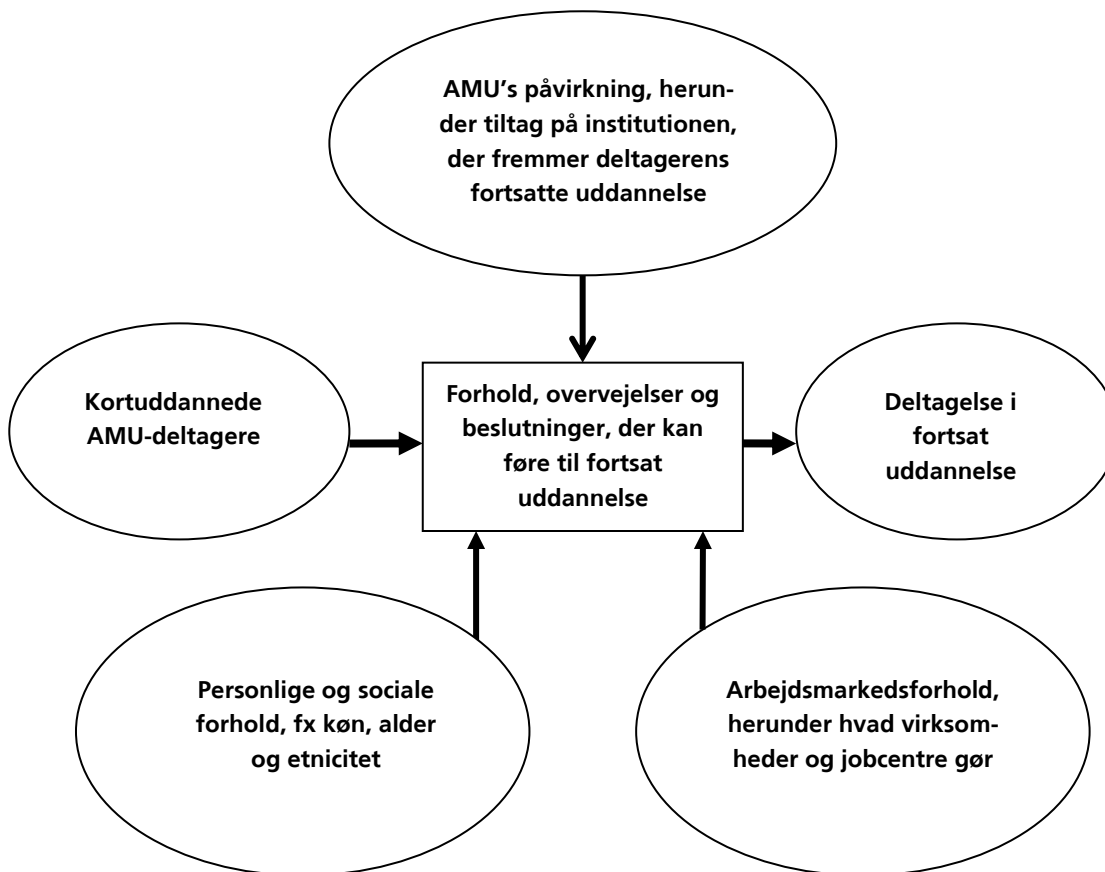 AMU's påvirkning, herun-
der tiltag på institutionen,
der fremmer deltagerens
fortsatte uddannelse
Kortuddannede
AMU-deltagere
Forhold, overvejelser og
beslutninger, der kan
føre til fortsat
uddannelse
Deltagelse i
fortsat
uddannelse
Personlige og sociale
forhold, fx køn, alder
og etnicitet
Arbejdsmarkedsforhold,
herunder hvad virksom-
heder og jobcentre gør